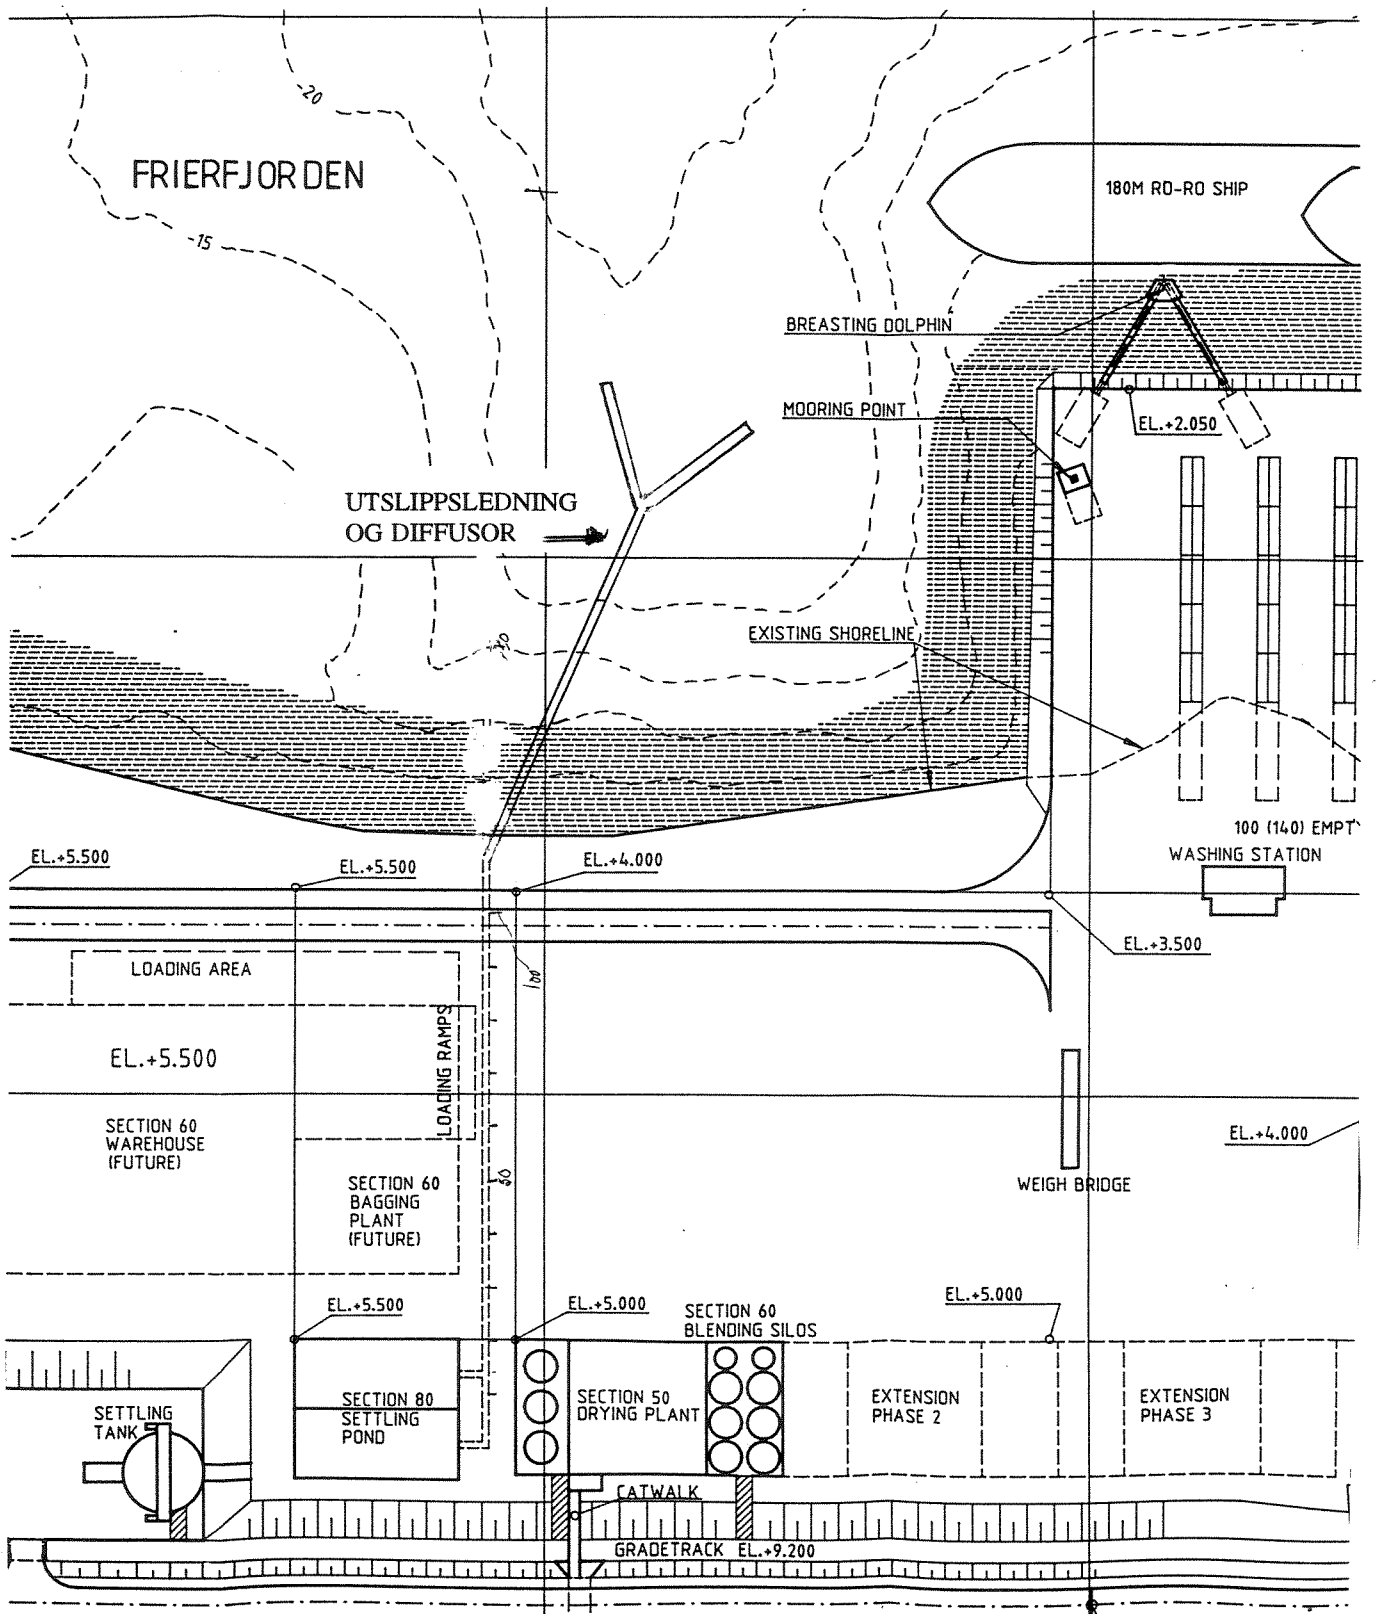 -20
FRIERFJORDEN
180M RO-RO SHIP
-15
BREASTING DOLPHIN
MOORING POINT
EL.+2.050
UTSLIPPSLEDNING
OG DIFFUSOR
EXISTING SHORELINE
100 (140) EMPTY
WASHING STATION
EL.+5.500
EL.+5.500
EL.+4.000
EL.+3.500
LOADING AREA
100
LOADING RAMPS
EL.+5.500
SECTION 60
WAREHOUSE
(FUTURE)
EL.+4.000
SECTION 60
BAGGING
PLANT
(FUTURE)
50
WEIGH BRIDGE
EL.+5.500
EL.+5.000
SECTION 60
BLENDING SILOS
EL.+5.000
SETTLING
TANK
SECTION 80
SETTLING
POND
SECTION 50
DRYING PLANT
EXTENSION
PHASE 2
EXTENSION
PHASE 3
CATWALK
GRADETRACK EL.+9.200